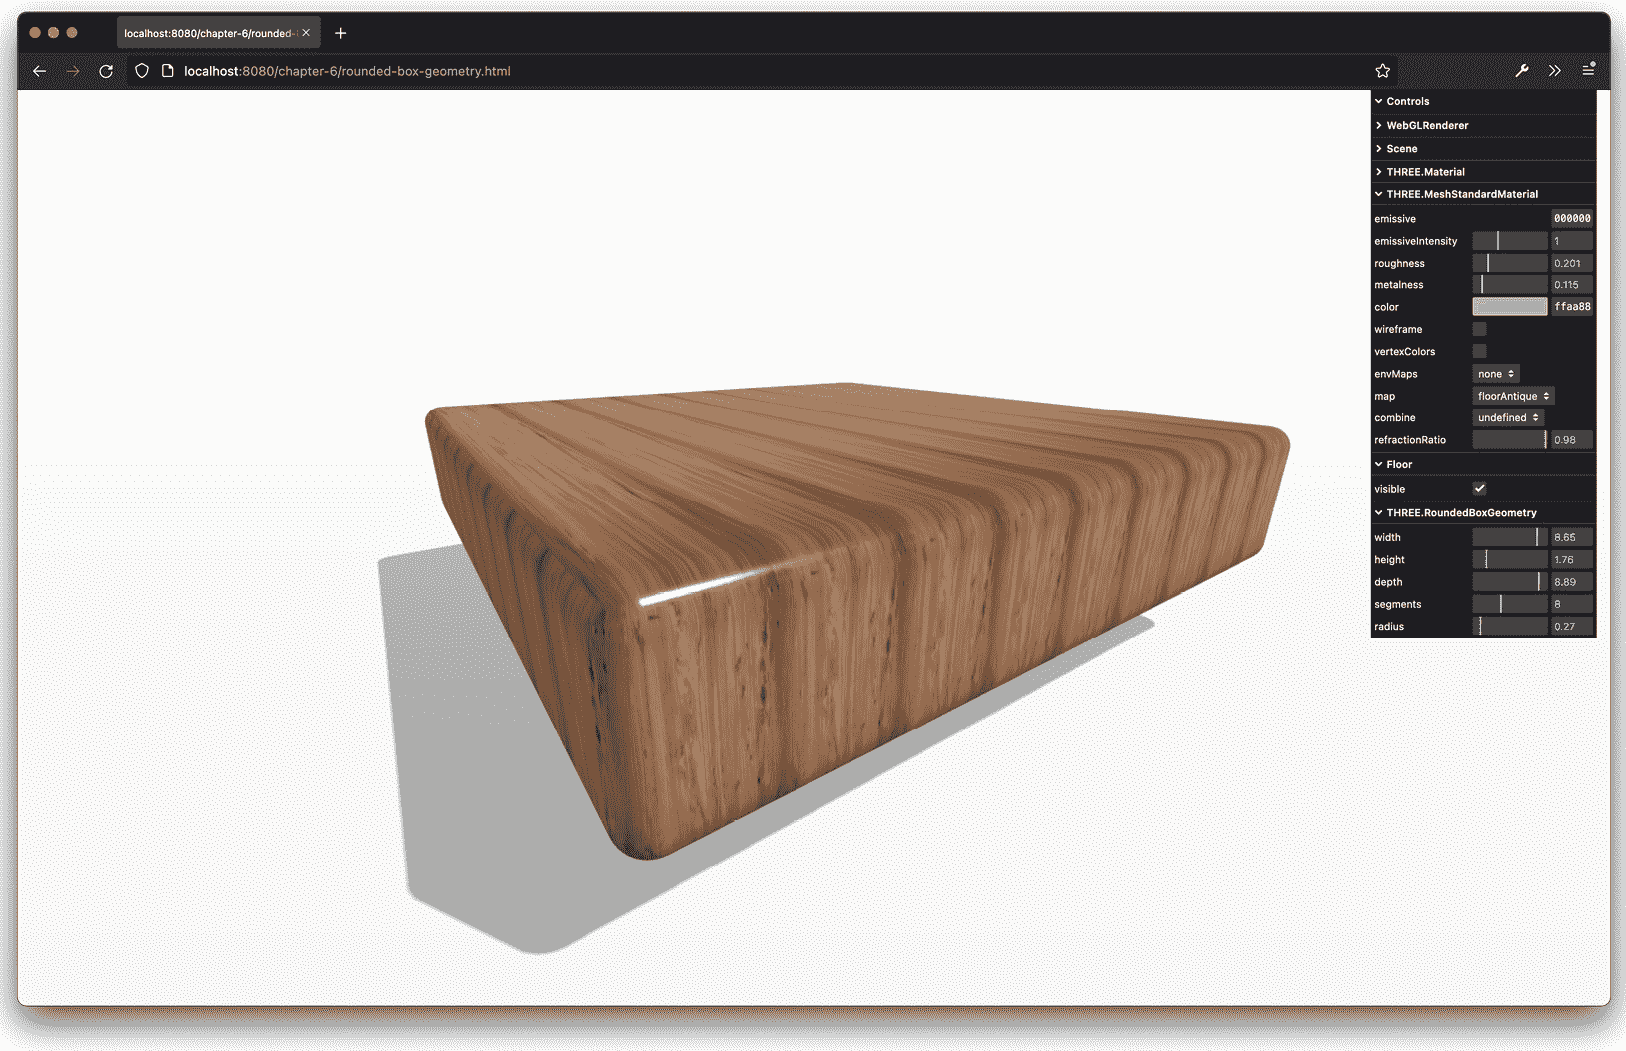 localhost:8080/chapter-6/rounded-
localhost:8080/chapter-6/rounded-box-geometry.html
Controls
WebGLRenderer
Scene
THREE.Material
THREE.MeshStandardMaterial
emissive 000000
emissiveIntensity 1
roughness 0.201
metalness 0.115
color ffaa88
wireframe
vertexColors
envMaps none
map floorAntique
combine undefined
refractionRatio 0.98
Floor
visible
THREE.RoundedBoxGeometry
width 8.65
height 1.76
depth 8.89
segments 8
radius 0.27